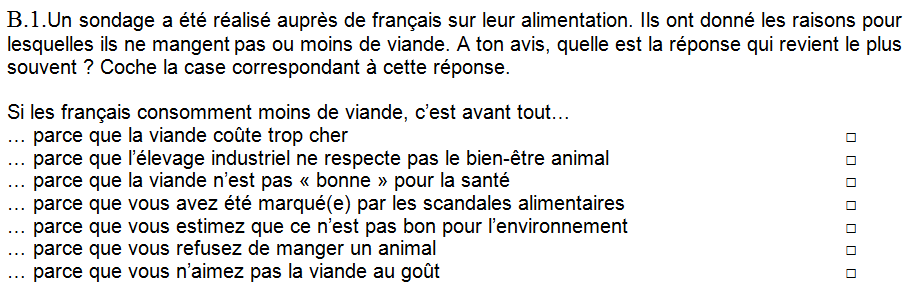 B.1.Un sondage a été réalisé auprès de français sur leur alimentation. Ils ont donné les raisons pour
lesquelles ils ne mangent pas ou moins de viande. A ton avis, quelle est la réponse qui revient le plus
souvent ? Coche la case correspondant à cette réponse.
Si les français consomment moins de viande, c’est avant tout…
… parce que la viande coûte trop cher □
… parce que l’élevage industriel ne respecte pas le bien-être animal □
… parce que la viande n’est pas « bonne » pour la santé □
… parce que vous avez été marqué(e) par les scandales alimentaires □
… parce que vous estimez que ce n’est pas bon pour l’environnement □
… parce que vous refusez de manger un animal □
… parce que vous n’aimez pas la viande au goût □